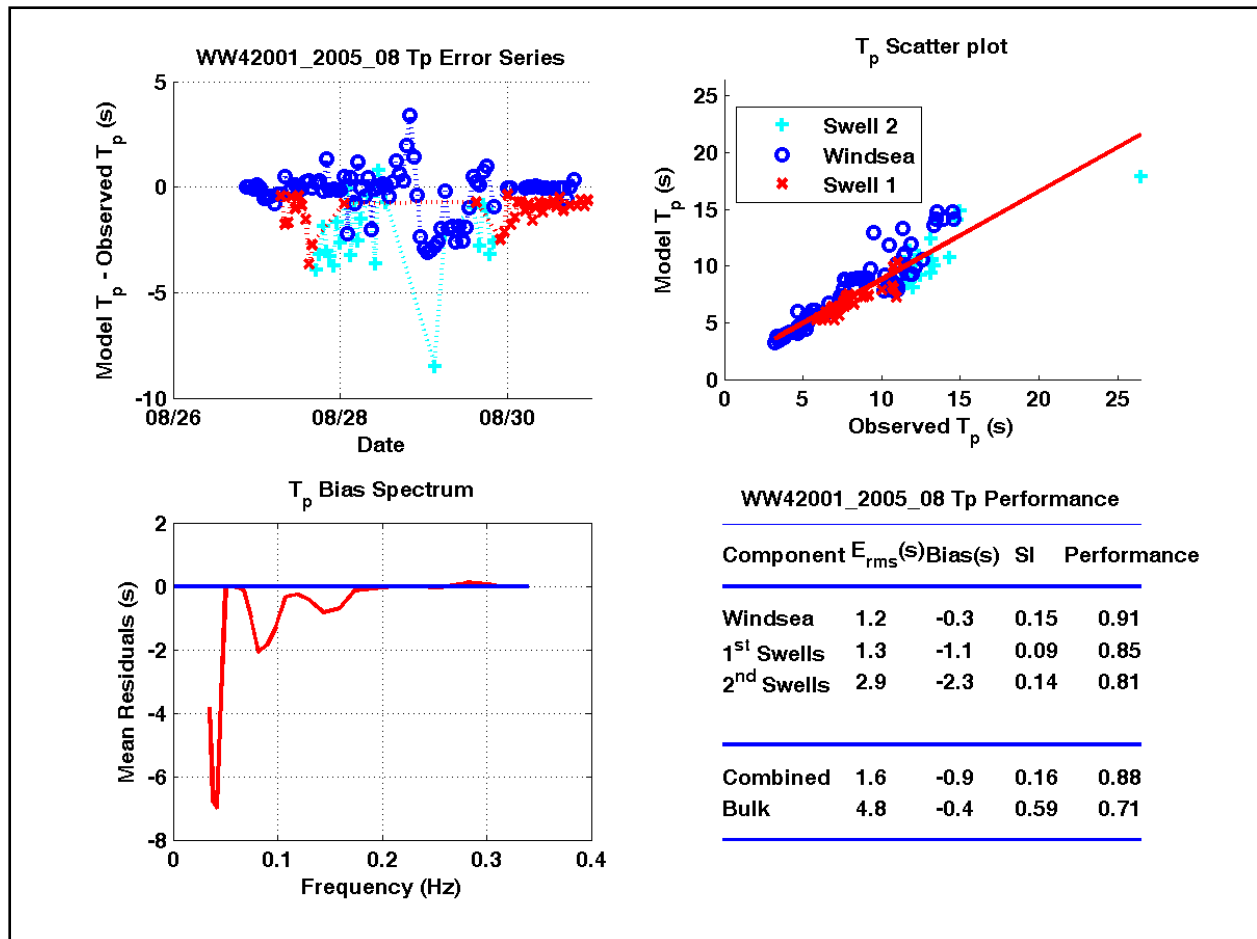 WW42001_2005_08 Tp Error Series
Model Tp - Observed Tp (s)
5
0
-5
-10
08/26
08/28
08/30
Date
Tp Scatter plot
Model Tp (s)
25
20
15
10
5
0
Swell 2
Windsea
Swell 1
0
5
10
15
20
25
Observed Tp (s)
Tp Bias Spectrum
Mean Residuals (s)
2
0
-2
-4
-6
-8
0
0.1
0.2
0.3
0.4
Frequency (Hz)
WW42001_2005_08 Tp Performance
Component Erms(s) Bias(s) SI Performance
Windsea 1.2 -0.3 0.15 0.91
1st Swells 1.3 -1.1 0.09 0.85
2nd Swells 2.9 -2.3 0.14 0.81
Combined 1.6 -0.9 0.16 0.88
Bulk 4.8 -0.4 0.59 0.71